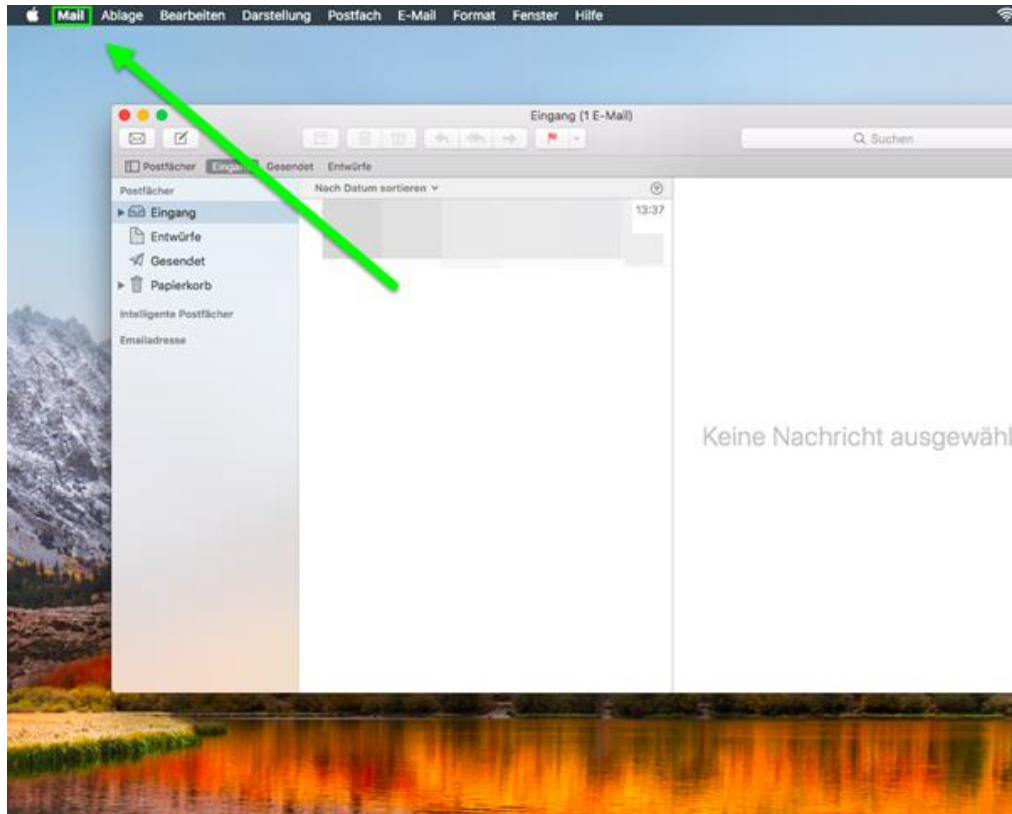 Mail Ablage Bearbeiten Darstellung Postfach E-Mail Format Fenster Hilfe
Eingang (1 E-Mail)
Suchen
Postfächer Gesendet Entwürfe
Postfächer
Nach Datum sortieren
Eingang
13:37
Entwürfe
Gesendet
Papierkorb
Intelligente Postfächer
Emailadresse
Keine Nachricht ausgewähl